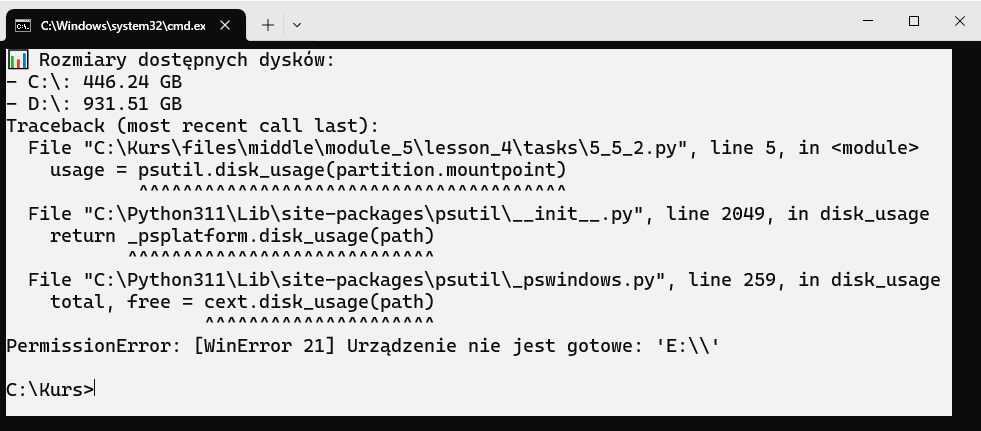 C:\Windows\system32\cmd.ex
📊 Rozmiary dostępnych dysków:
- C:\: 446.24 GB
- D:\: 931.51 GB
Traceback (most recent call last):
  File "C:\Kurs\files\middle\module_5\lesson_4\tasks\5_5_2.py", line 5, in <module>
    usage = psutil.disk_usage(partition.mountpoint)
            ^^^^^^^^^^^^^^^^^^^^^^^^^^^^^^^^^^^^^^^
  File "C:\Python311\Lib\site-packages\psutil\__init__.py", line 2049, in disk_usage
    return _psplatform.disk_usage(path)
           ^^^^^^^^^^^^^^^^^^^^^^^^^^^^
  File "C:\Python311\Lib\site-packages\psutil\_pswindows.py", line 259, in disk_usage
    total, free = cext.disk_usage(path)
                  ^^^^^^^^^^^^^^^^^^^^^
PermissionError: [WinError 21] Urządzenie nie jest gotowe: 'E:\\'
C:\Kurs>